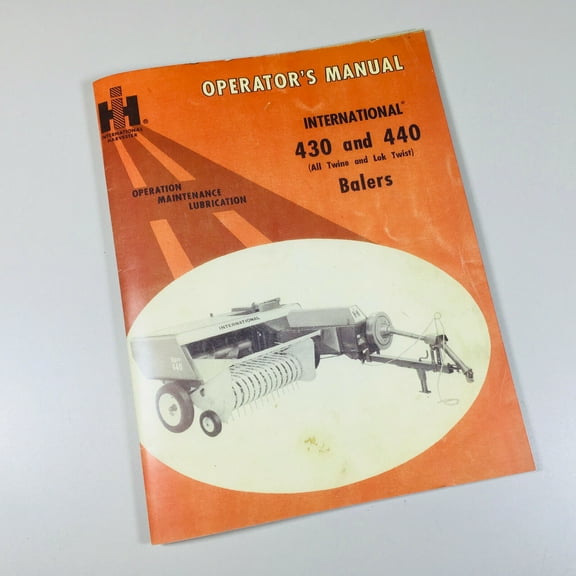 OPERATOR'S MANUAL
IH
INTERNATIONAL
HARVESTER
INTERNATIONAL®
430 and 440
(All Twine and Lok Twist)
Balers
OPERATION
MAINTENANCE
LUBRICATION
INTERNATIONAL
IH
440